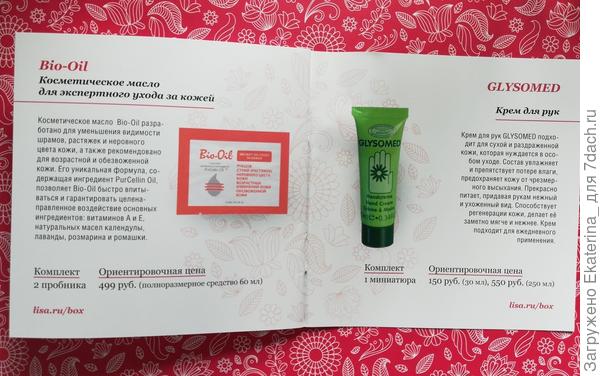 Bio-Oil
Косметическое масло
для экспертного ухода за кожей
Косметическое масло Bio-Oil разра-
ботано для уменьшения видимости
шрамов, растяжек и неровного
цвета кожи, а также рекомендовано
для возрастной и обезвоженной
кожи. Его уникальная формула, со-
держащая ингредиент PurCellin Oil,
позволяет Bio-Oil быстро впиты-
ваться и гарантировать целена-
правленное воздействие основных
ингредиентов: витаминов А и Е,
натуральных масел календулы,
лаванды, розмарина и ромашки.
Bio-Oil
Комплект
2 пробника
Ориентировочная цена
499 руб. (полноразмерное средство 60 мл)
lisa.ru/box
GLYSOMED
Крем для рук
GLYSOMED
Handcreme
Hand Cream
Крем для рук GLYSOMED подхо-
дит для сухой и раздраженной
кожи, которая нуждается в осо-
бом уходе. Состав увлажняет
и препятствует потере влаги,
предохраняет кожу от чрезмер-
ного высыхания. Прекрасно
питает, придавая рукам нежный
и ухоженный вид. Способствует
регенерации кожи, делает её
заметно мягче и нежнее. Крем
подходит для ежедневного
применения.
Комплект
1 миниатюра
Ориентировочная цена
150 руб. (30 мл), 550 руб. (250 мл)
lisa.ru/box
Загружено Ekaterina_ для 7dach.ru